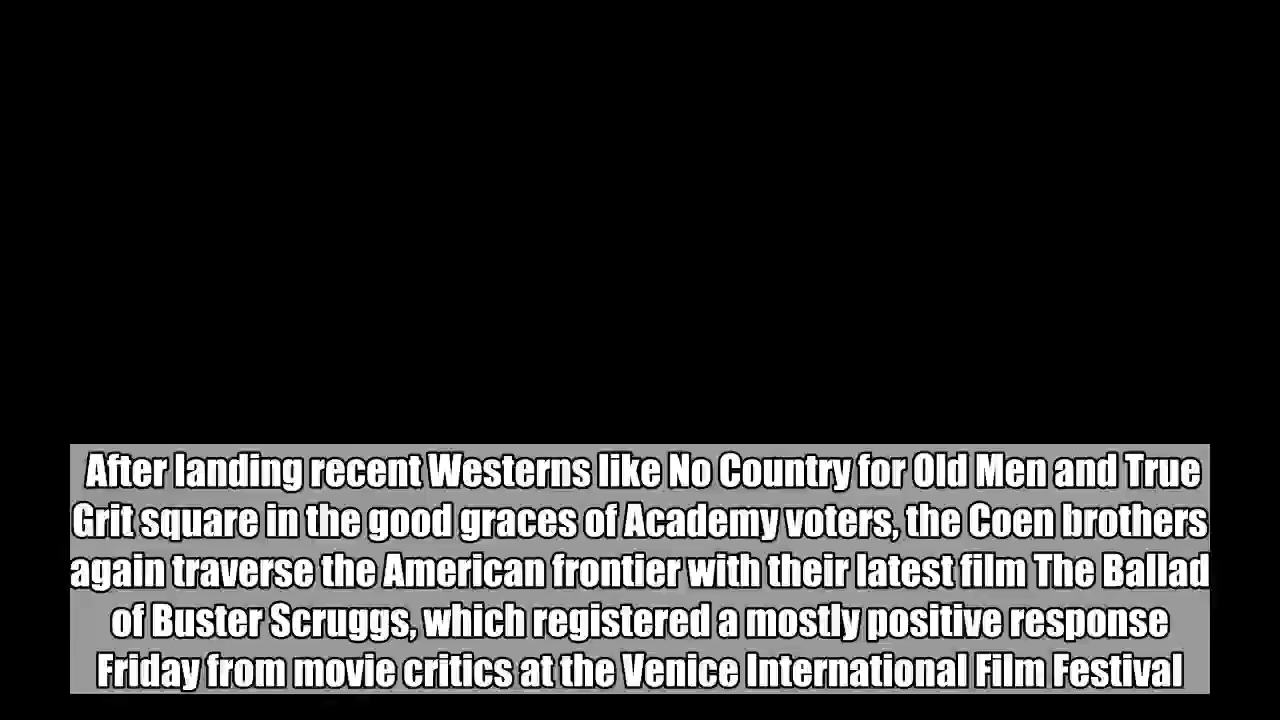 After landing recent Westerns like No Country for Old Men and True
Grit square in the good graces of Academy voters, the Coen brothers
again traverse the American frontier with their latest film The Ballad
of Buster Scruggs, which registered a mostly positive response
Friday from movie critics at the Venice International Film Festival